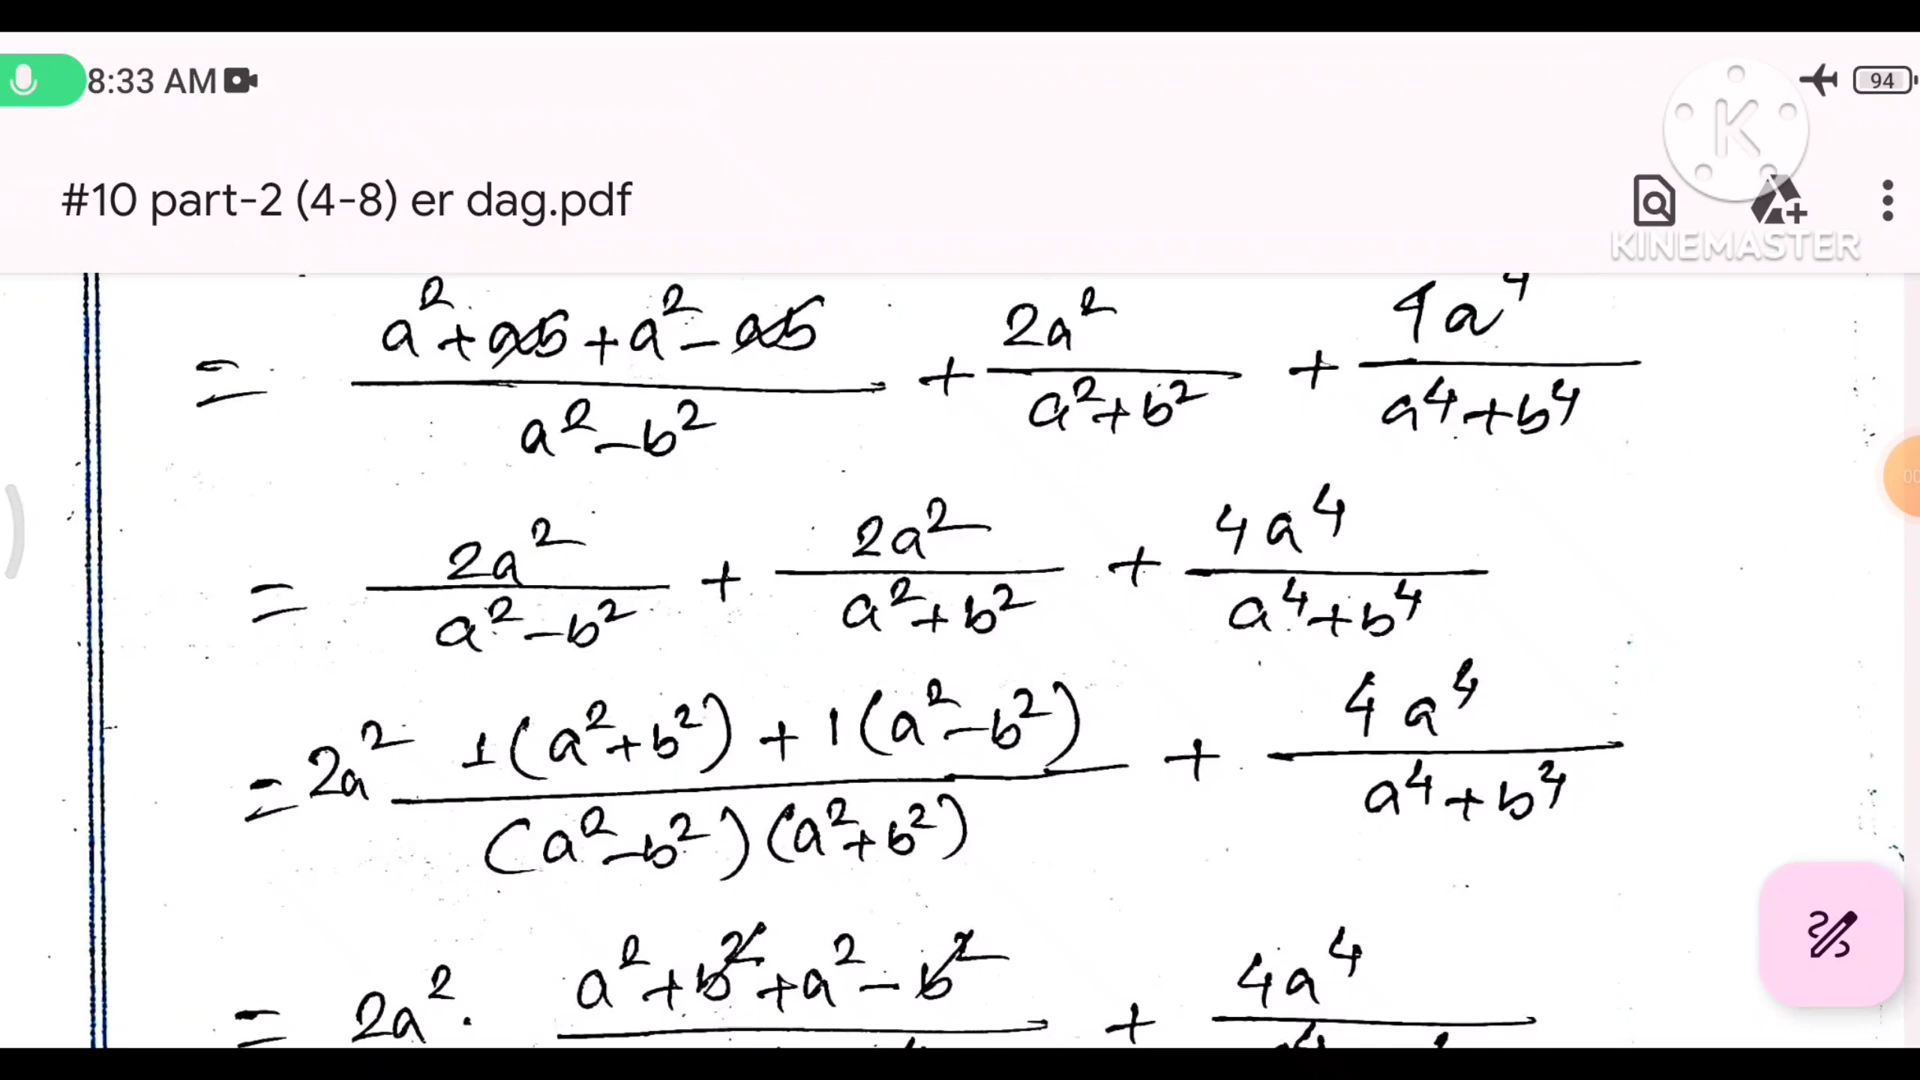 8:33 AM
94
#10 part-2 (4-8) er dag.pdf
K
KINEMASTER
= a²+ab+a²-ab / a²-b² + 2a² / a²+b² + 4a⁴ / a⁴+b⁴
00
= 2a² / a²-b² + 2a² / a²+b² + 4a⁴ / a⁴+b⁴
= 2a² 1(a²+b²)+1(a²-b²) / (a²-b²)(a²+b²) + 4a⁴ / a⁴+b⁴
= 2a². a²+b²+a²-b² + 4a⁴